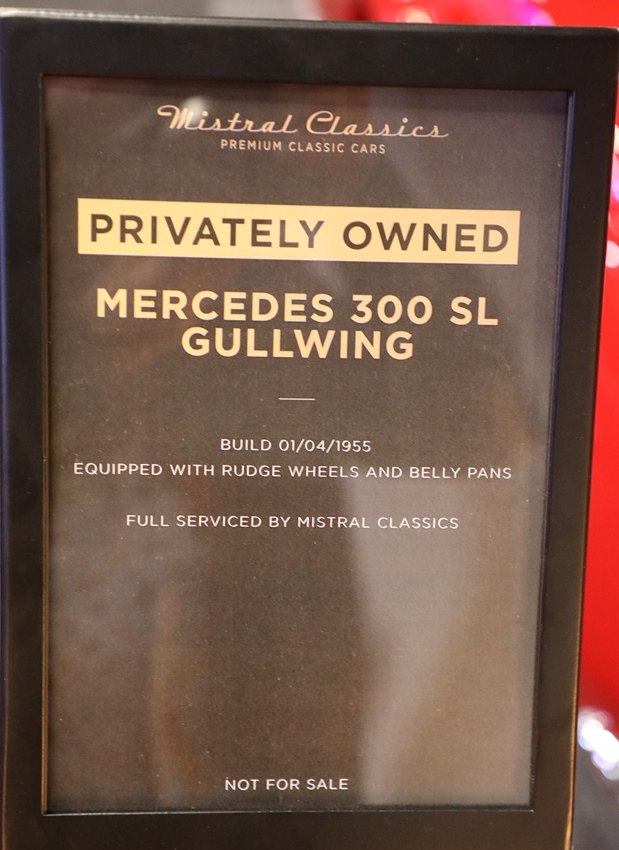 Mistral Classics
PREMIUM CLASSIC CARS
PRIVATELY OWNED
MERCEDES 300 SL
GULLWING
BUILD 01/04/1955
EQUIPPED WITH RUDGE WHEELS AND BELLY PANS
FULL SERVICED BY MISTRAL CLASSICS
NOT FOR SALE